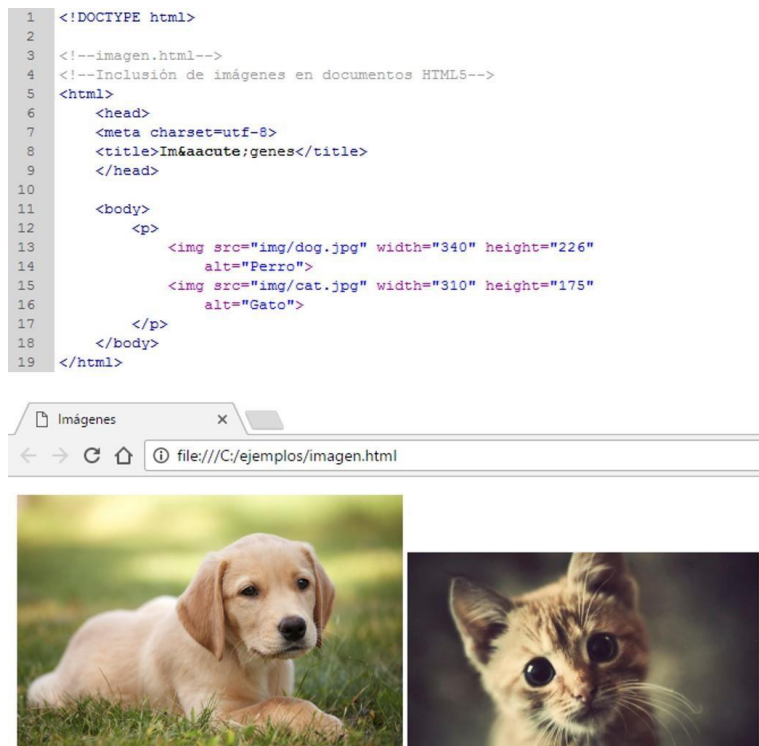 1 <!DOCTYPE html>
2
3 <!--imagen.html-->
4 <!--Inclusión de imágenes en documentos HTML5-->
5 <html>
6 <head>
7 <meta charset=utf-8>
8 <title>Im&aacute;genes</title>
9 </head>
10
11 <body>
12 <p>
13 <img src="img/dog.jpg" width="340" height="226"
14 alt="Perro">
15 <img src="img/cat.jpg" width="310" height="175"
16 alt="Gato">
17 </p>
18 </body>
19 </html>
Imágenes
file:///C:/ejemplos/imagen.html